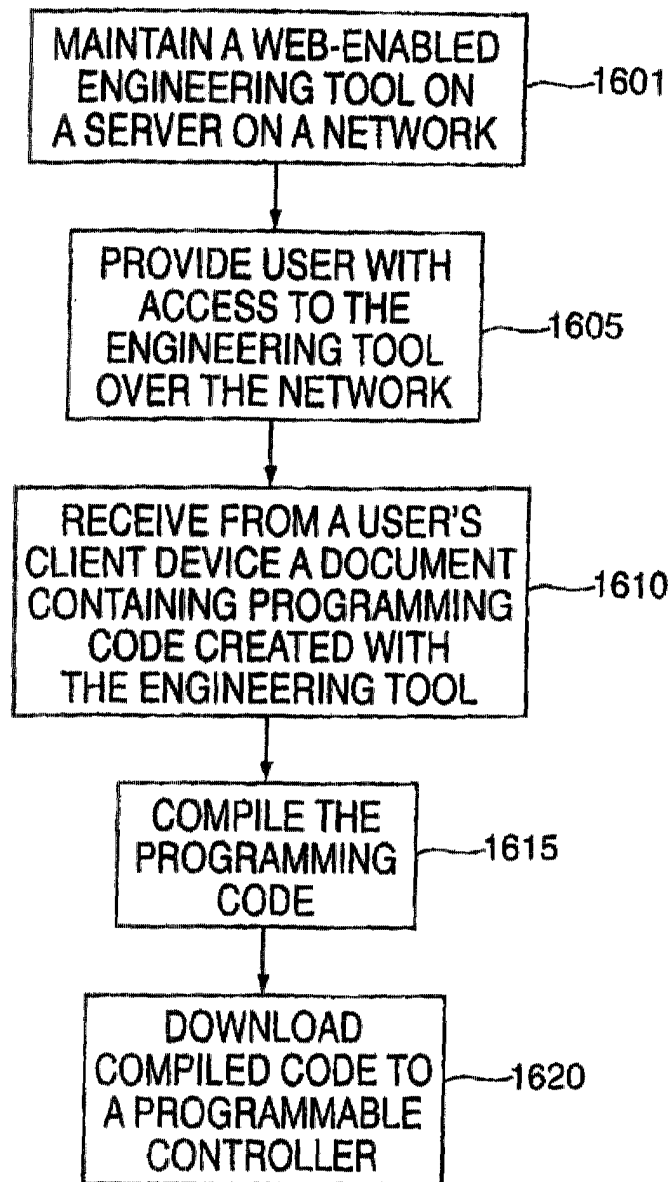 MAINTAIN A WEB-ENABLED
ENGINEERING TOOL ON
A SERVER ON A NETWORK
1601
PROVIDE USER WITH
ACCESS TO THE
ENGINEERING TOOL
OVER THE NETWORK
1605
RECEIVE FROM A USER'S
CLIENT DEVICE A DOCUMENT
CONTAINING PROGRAMMING
CODE CREATED WITH
THE ENGINEERING TOOL
1610
COMPILE THE
PROGRAMMING
CODE
1615
DOWNLOAD
COMPILED CODE TO
A PROGRAMMABLE
CONTROLLER
1620